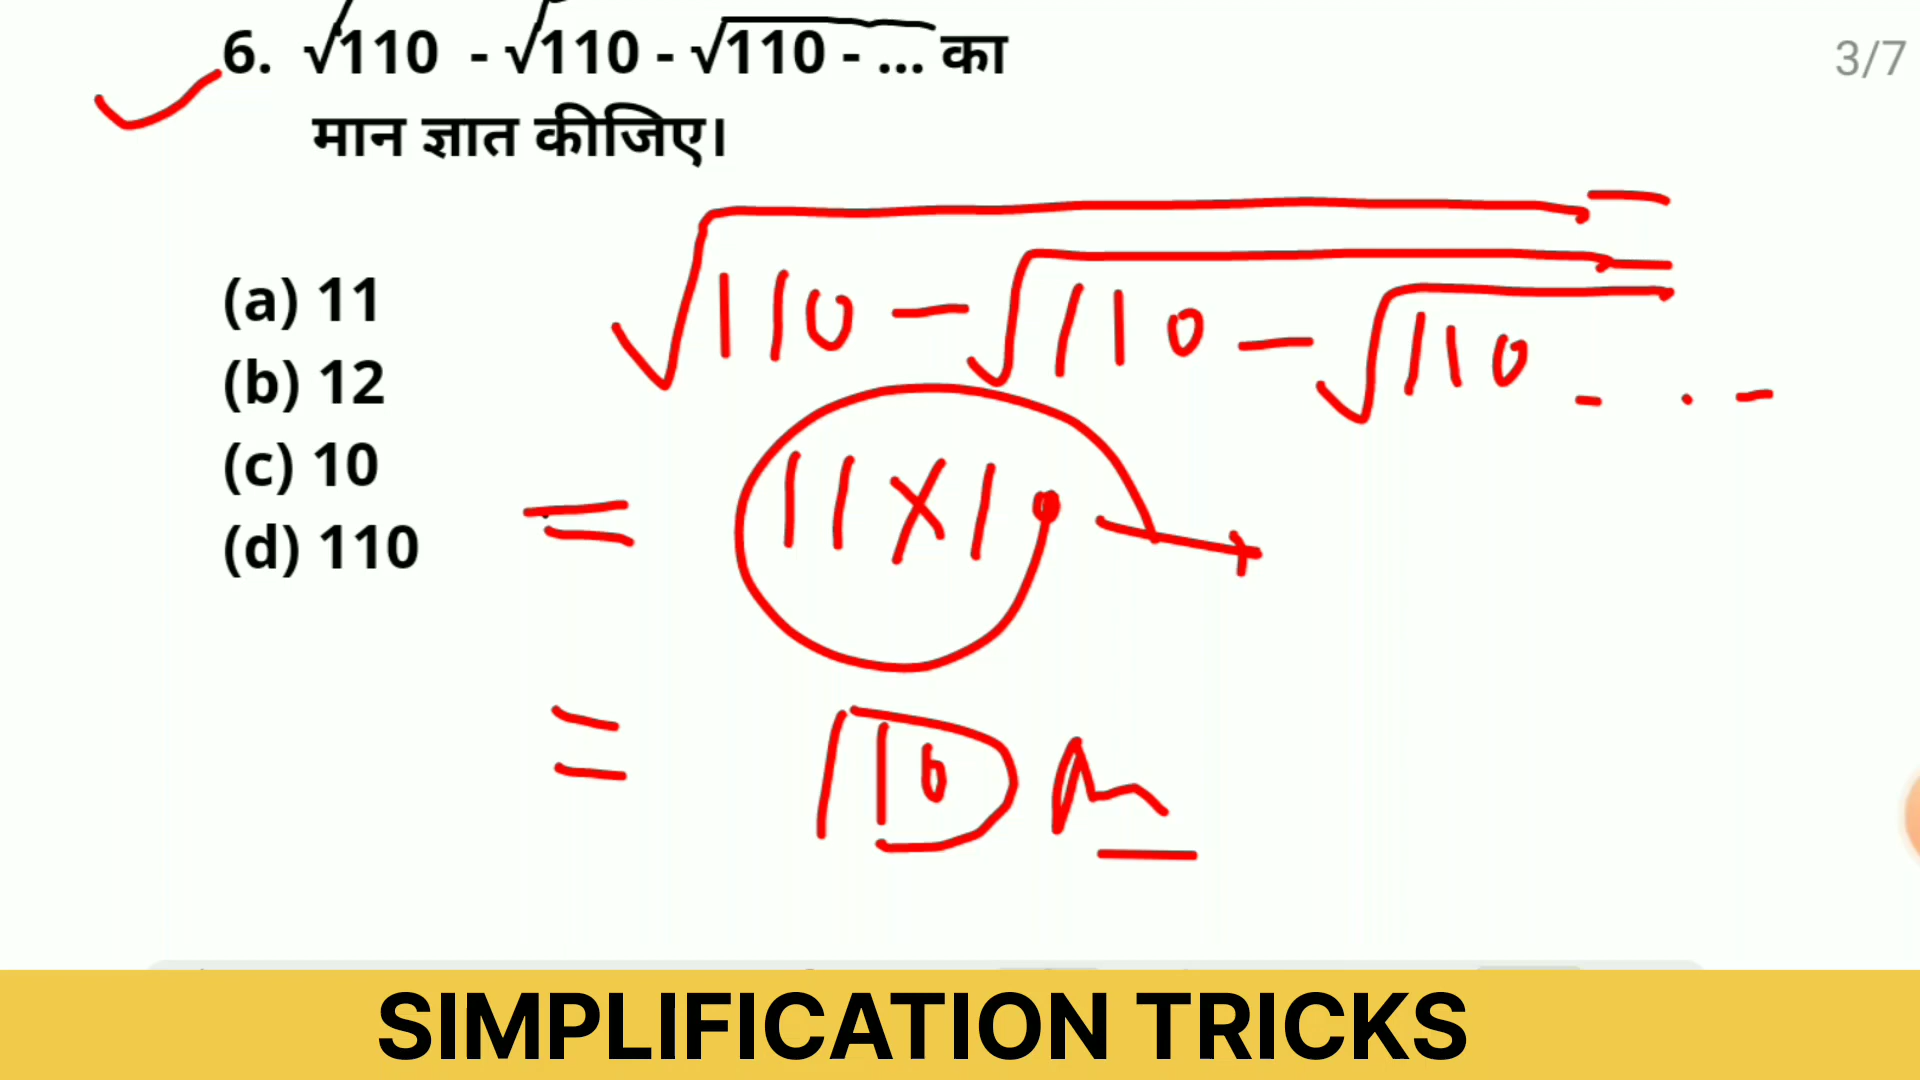 6. √110 - √110 - √110 - ... का
3/7
मान ज्ञात कीजिए।
√110 - √110 - √110 - . -
(a) 11
(b) 12
(c) 10
(d) 110
= 11 X 10
= 10
SIMPLIFICATION TRICKS